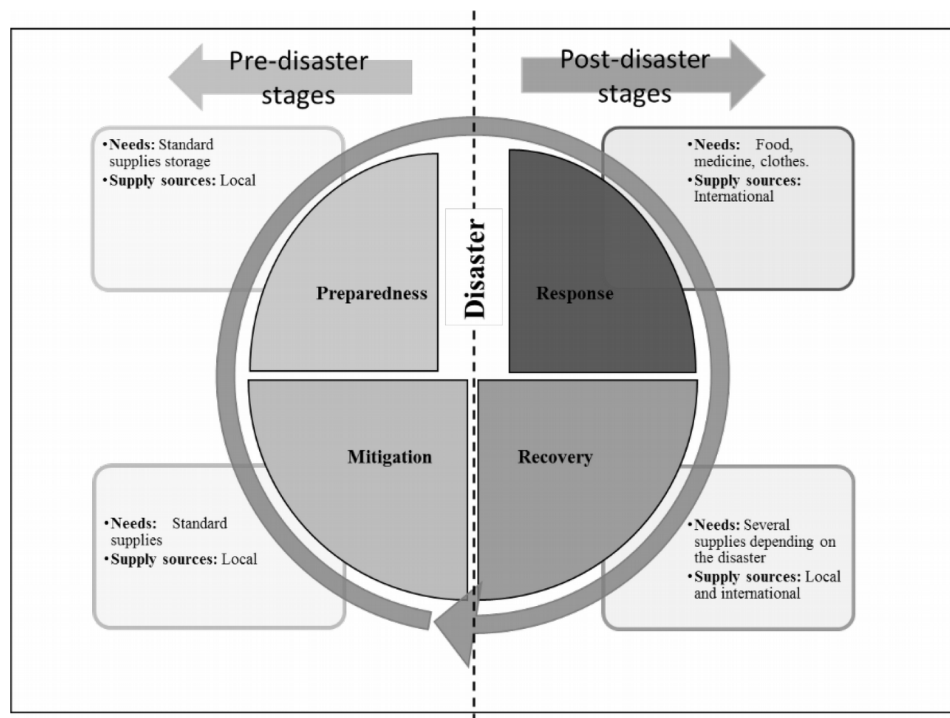 Pre-disaster
stages
Post-disaster
stages
•Needs: Standard
supplies storage
•Supply sources: Local
•Needs: Food,
medicine, clothes.
•Supply sources:
International
Disaster
Preparedness
Response
Mitigation
Recovery
•Needs: Standard
supplies
•Supply sources: Local
•Needs: Several
supplies depending on
the disaster
•Supply sources: Local
and international